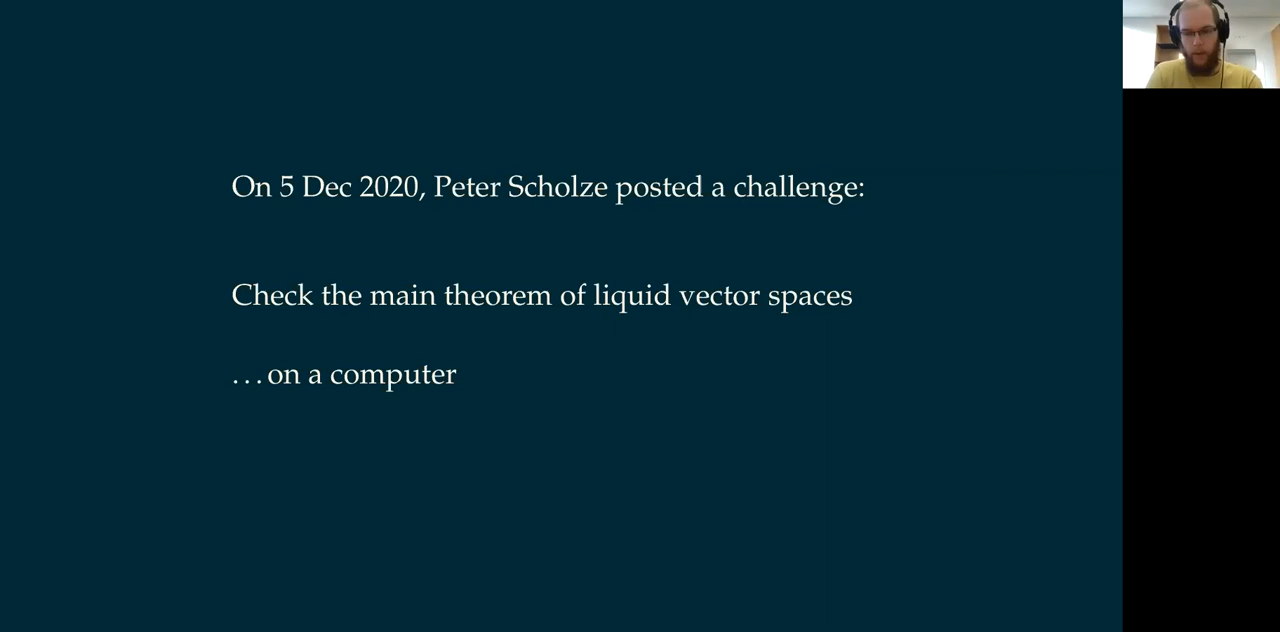 On 5 Dec 2020, Peter Scholze posted a challenge:
Check the main theorem of liquid vector spaces
...on a computer